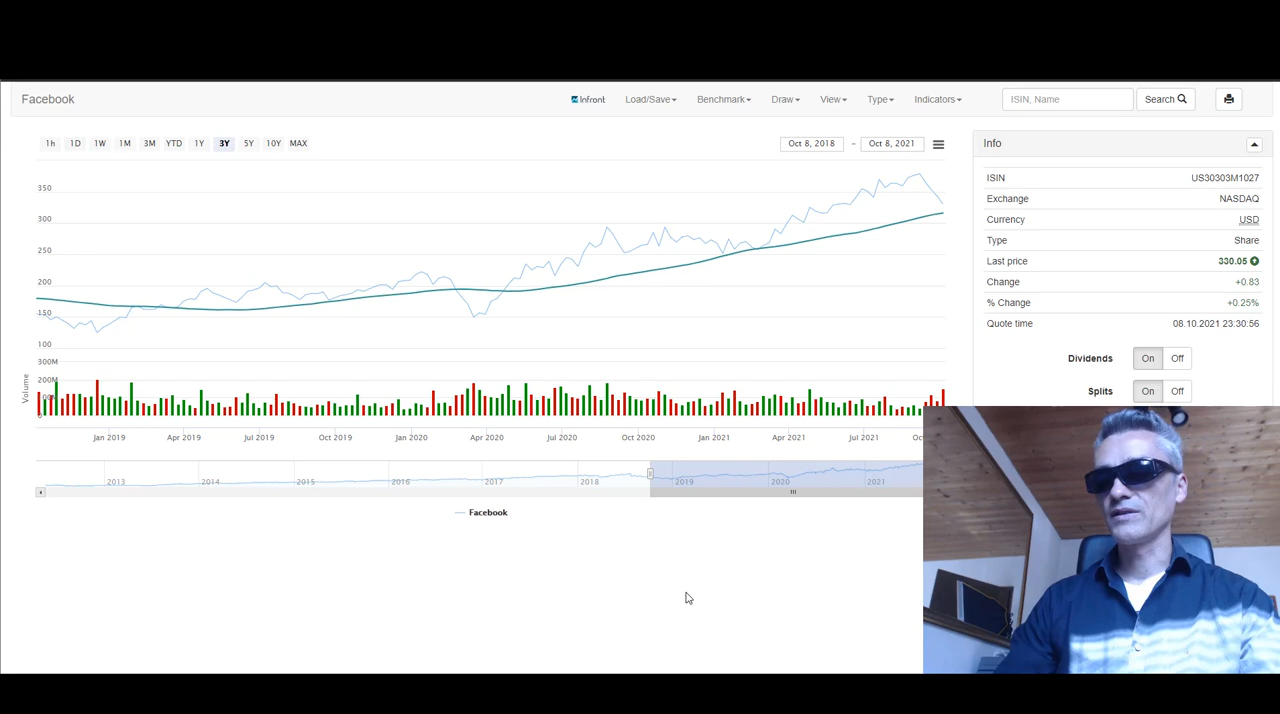 Facebook
Infront
Load/Save
Benchmark
Draw
View
Type
Indicators
ISIN, Name
Search
1h 1D 1W 1M 3M YTD 1Y 3Y 5Y 10Y MAX
Oct 8, 2018 – Oct 8, 2021
Info
ISIN US30303M1027
Exchange NASDAQ
Currency USD
Type Share
Last price 330.05
Change +0.83
% Change +0.25%
Quote time 08.10.2021 23:30:56
Dividends On Off
Splits On Off
350
300
250
200
150
100
300M
200M
Volume
Jan 2019 Apr 2019 Jul 2019 Oct 2019 Jan 2020 Apr 2020 Jul 2020 Oct 2020 Jan 2021 Apr 2021 Jul 2021
2013 2014 2015 2016 2017 2018 2019 2020 2021
Facebook